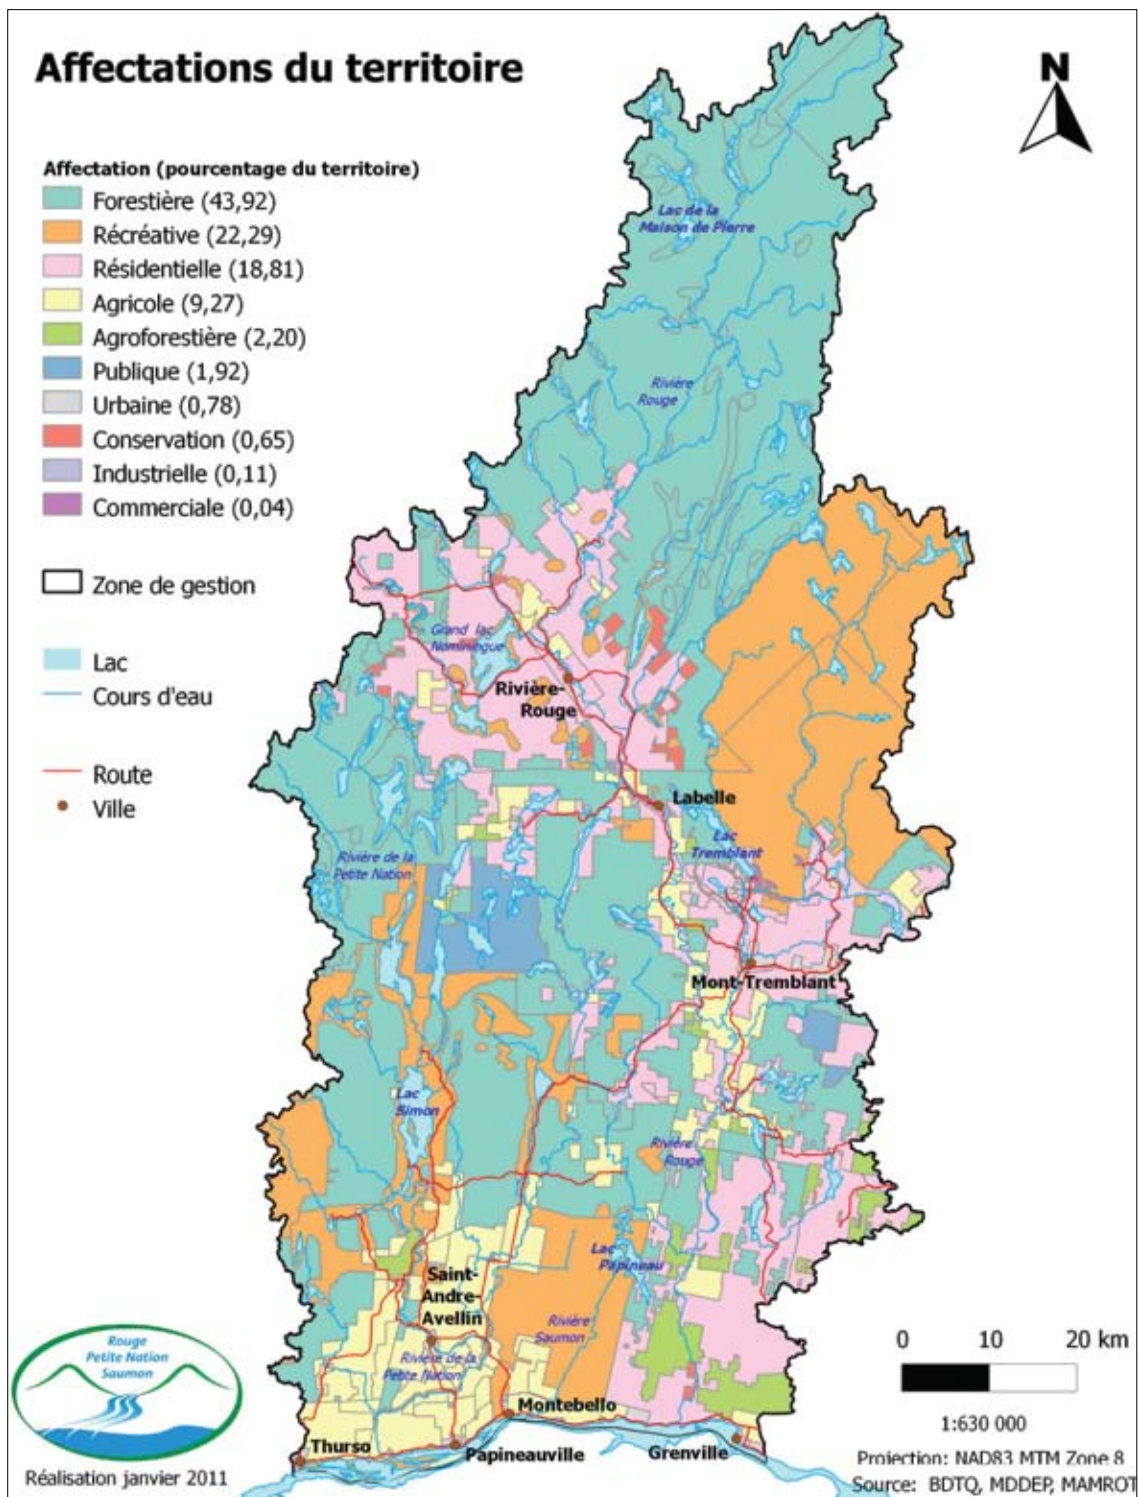 Affectations du territoire
N
Affectation (pourcentage du territoire)
Forestière (43,92)
Récréative (22,29)
Résidentielle (18,81)
Agricole (9,27)
Agroforestière (2,20)
Publique (1,92)
Urbaine (0,78)
Conservation (0,65)
Industrielle (0,11)
Commerciale (0,04)
Zone de gestion
Lac
Cours d'eau
Route
Ville
Lac de la
Maison de Pierre
Rivière
Rouge
Grand lac
Nominingue
Rivière-
Rouge
Labelle
Lac
Tremblant
Rivière de la
Petite Nation
Mont-Tremblant
Lac
Simon
Rivière
Rouge
Lac
Papineau
Saint-
Andre-
Avellin
Rivière
Saumon
Rivière de la
Petite Nation
Montebello
Thurso
Papineauville
Grenville
Rouge
Petite Nation
Saumon
Réalisation janvier 2011
0 10 20 km
1:630 000
Projection: NAD83 MTM Zone 8
Source: BDTQ, MDDEP, MAMROT